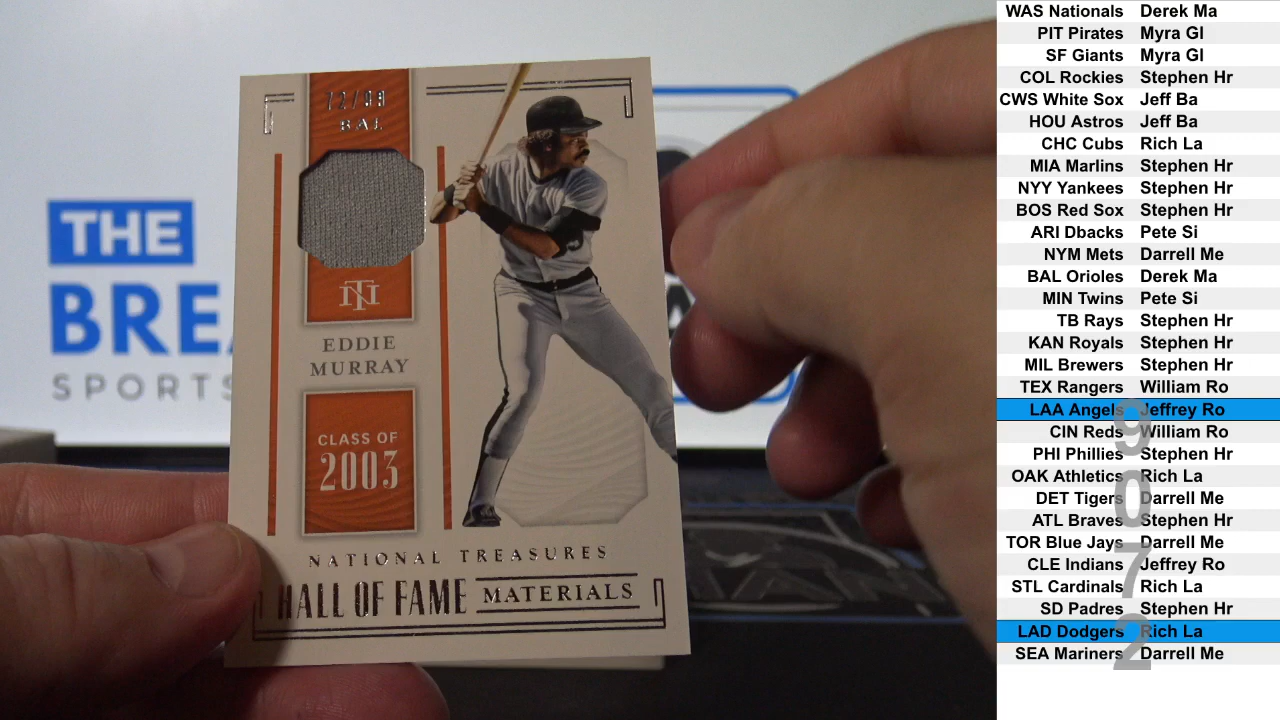 72/99
BAL
EDDIE
MURRAY
CLASS OF
2003
NATIONAL TREASURES
HALL OF FAME MATERIALS
THE
BRE
SPORTS
WAS Nationals Derek Ma
PIT Pirates Myra Gl
SF Giants Myra Gl
COL Rockies Stephen Hr
CWS White Sox Jeff Ba
HOU Astros Jeff Ba
CHC Cubs Rich La
MIA Marlins Stephen Hr
NYY Yankees Stephen Hr
BOS Red Sox Stephen Hr
ARI Dbacks Pete Si
NYM Mets Darrell Me
BAL Orioles Derek Ma
MIN Twins Pete Si
TB Rays Stephen Hr
KAN Royals Stephen Hr
MIL Brewers Stephen Hr
TEX Rangers William Ro
LAA Angels Jeffrey Ro
CIN Reds William Ro
PHI Phillies Stephen Hr
OAK Athletics Rich La
DET Tigers Darrell Me
ATL Braves Stephen Hr
TOR Blue Jays Darrell Me
CLE Indians Jeffrey Ro
STL Cardinals Rich La
SD Padres Stephen Hr
LAD Dodgers Rich La
SEA Mariners Darrell Me
9072